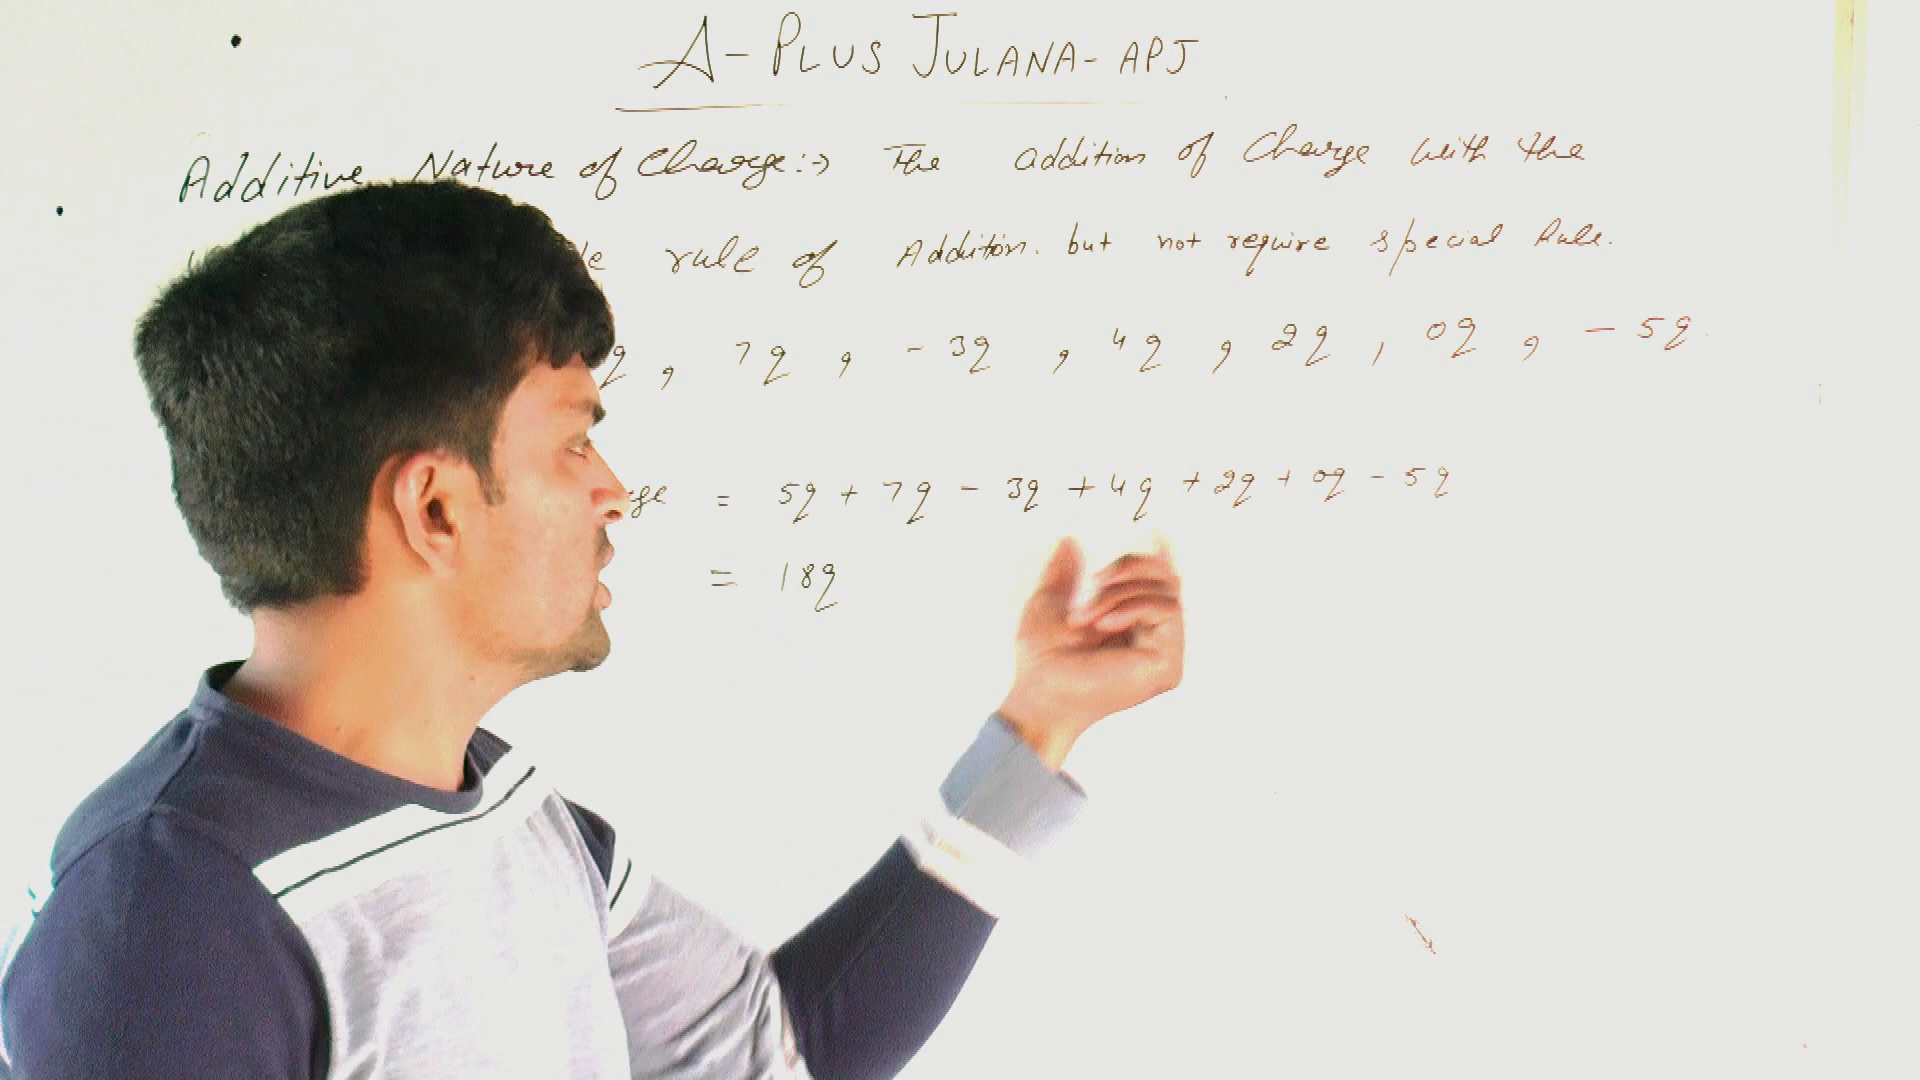 A-PLUS JULANA-APJ
Additive Nature of Charge :-> The addition of Charge with the
rule of Addition. but not require special Rule.
q, 7q, -3q, 4q, 2q, 0q, -5q
= 5q + 7q - 3q + 4q + 2q + 0q - 5q
= 18q